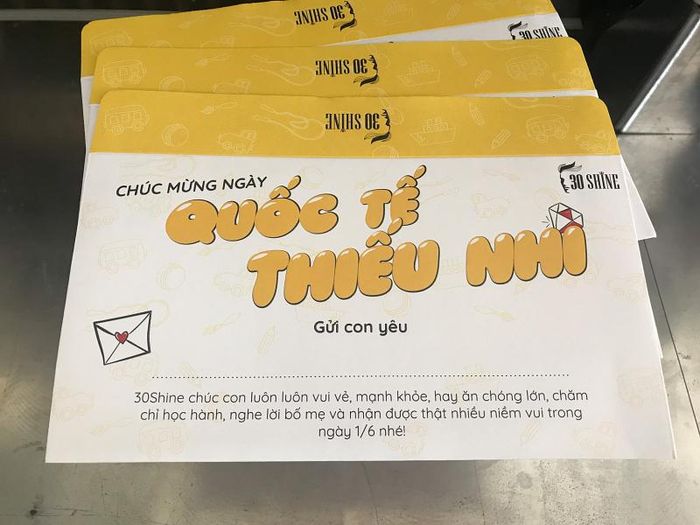 30 SHINE
30 SHINE
30 SHINE
30 SHINE
30 SHINE
CHÚC MỪNG NGÀY
QUỐC TẾ
THIẾU NHI
Gửi con yêu
30Shine chúc con luôn luôn vui vẻ, mạnh khỏe, hay ăn chóng lớn, chăm
chỉ học hành, nghe lời bố mẹ và nhận được thật nhiều niềm vui trong
ngày 1/6 nhé!